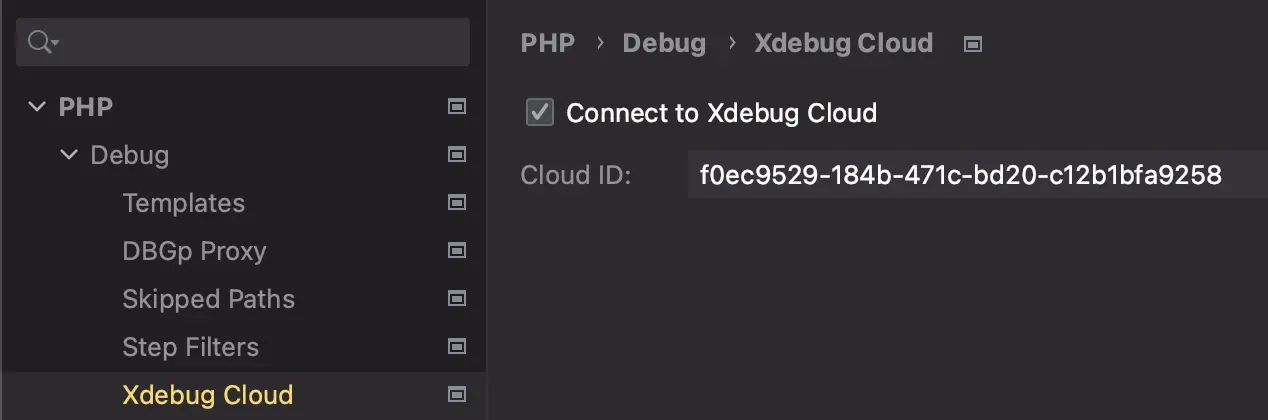 PHP
Debug
Templates
DBGp Proxy
Skipped Paths
Step Filters
Xdebug Cloud
PHP › Debug › Xdebug Cloud
Connect to Xdebug Cloud
Cloud ID: f0ec9529-184b-471c-bd20-c12b1bfa9258